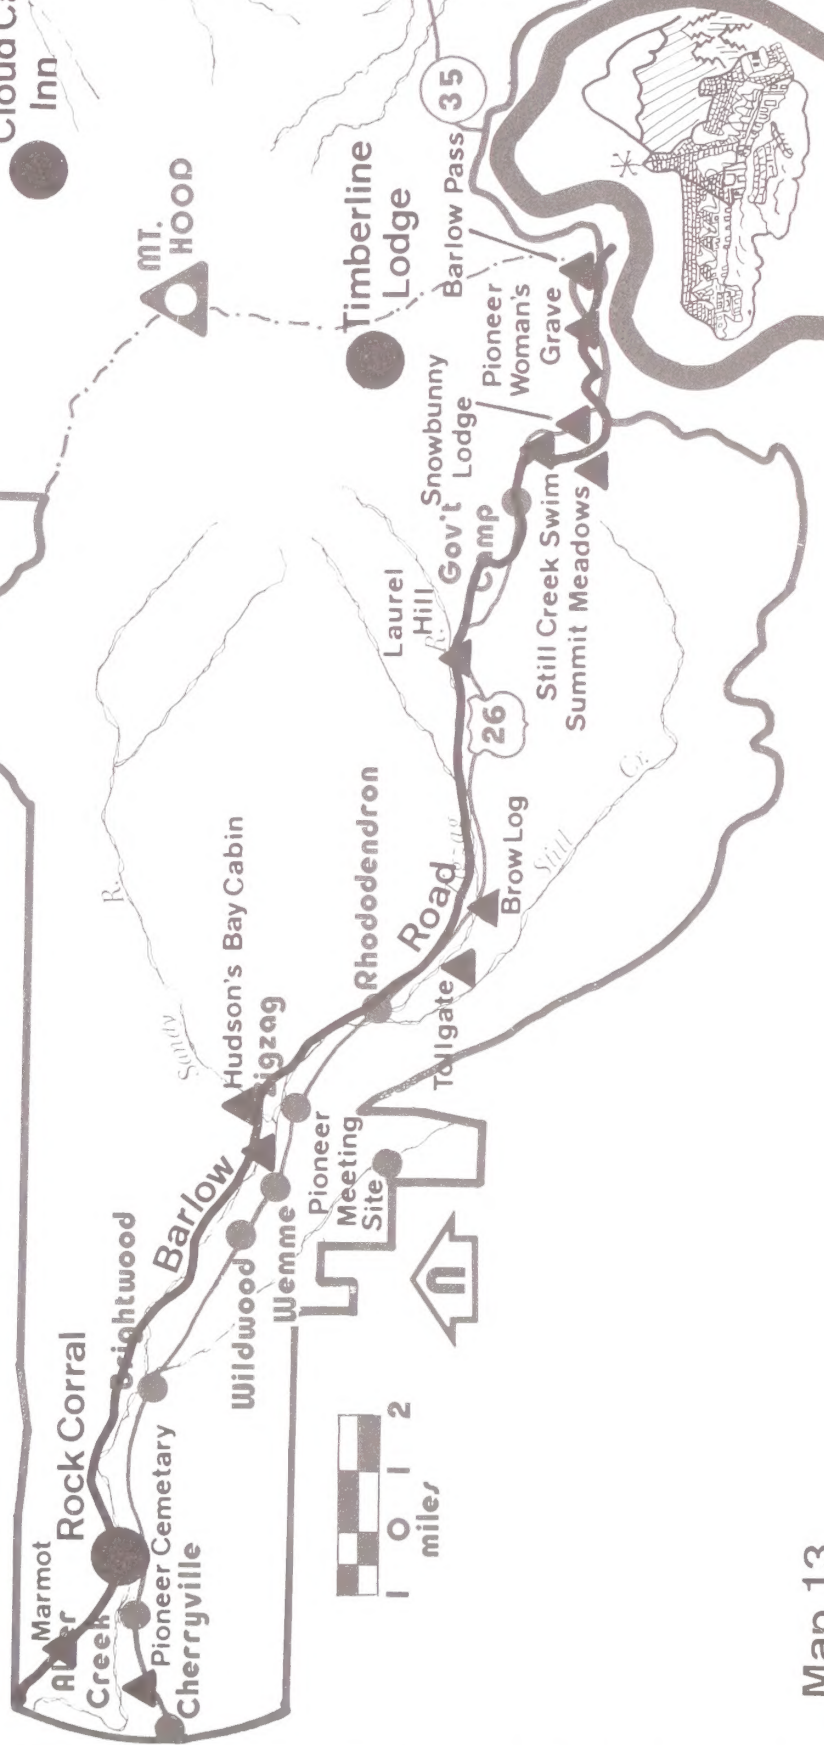 Cloud Ca
Inn
MT.
HOOD
35
Timberline
Lodge
Barlow Pass
Pioneer
Woman's
Grave
Snowbunny
Lodge
Gov't
Camp
Still Creek Swim
Summit Meadows
Laurel
Hill
R.
26
Still Cr.
Brow Log
Rhododendron
Road
Tollgate
Sandy R.
Hudson's Bay Cabin
Zigzag
Barlow
Pioneer
Meeting
Site
Wemme
Wildwood
Brightwood
n
Rock Corral
Marmot
Alder
Creek
Pioneer Cemetary
Cherryville
1 0 1 2
miles
Map 13